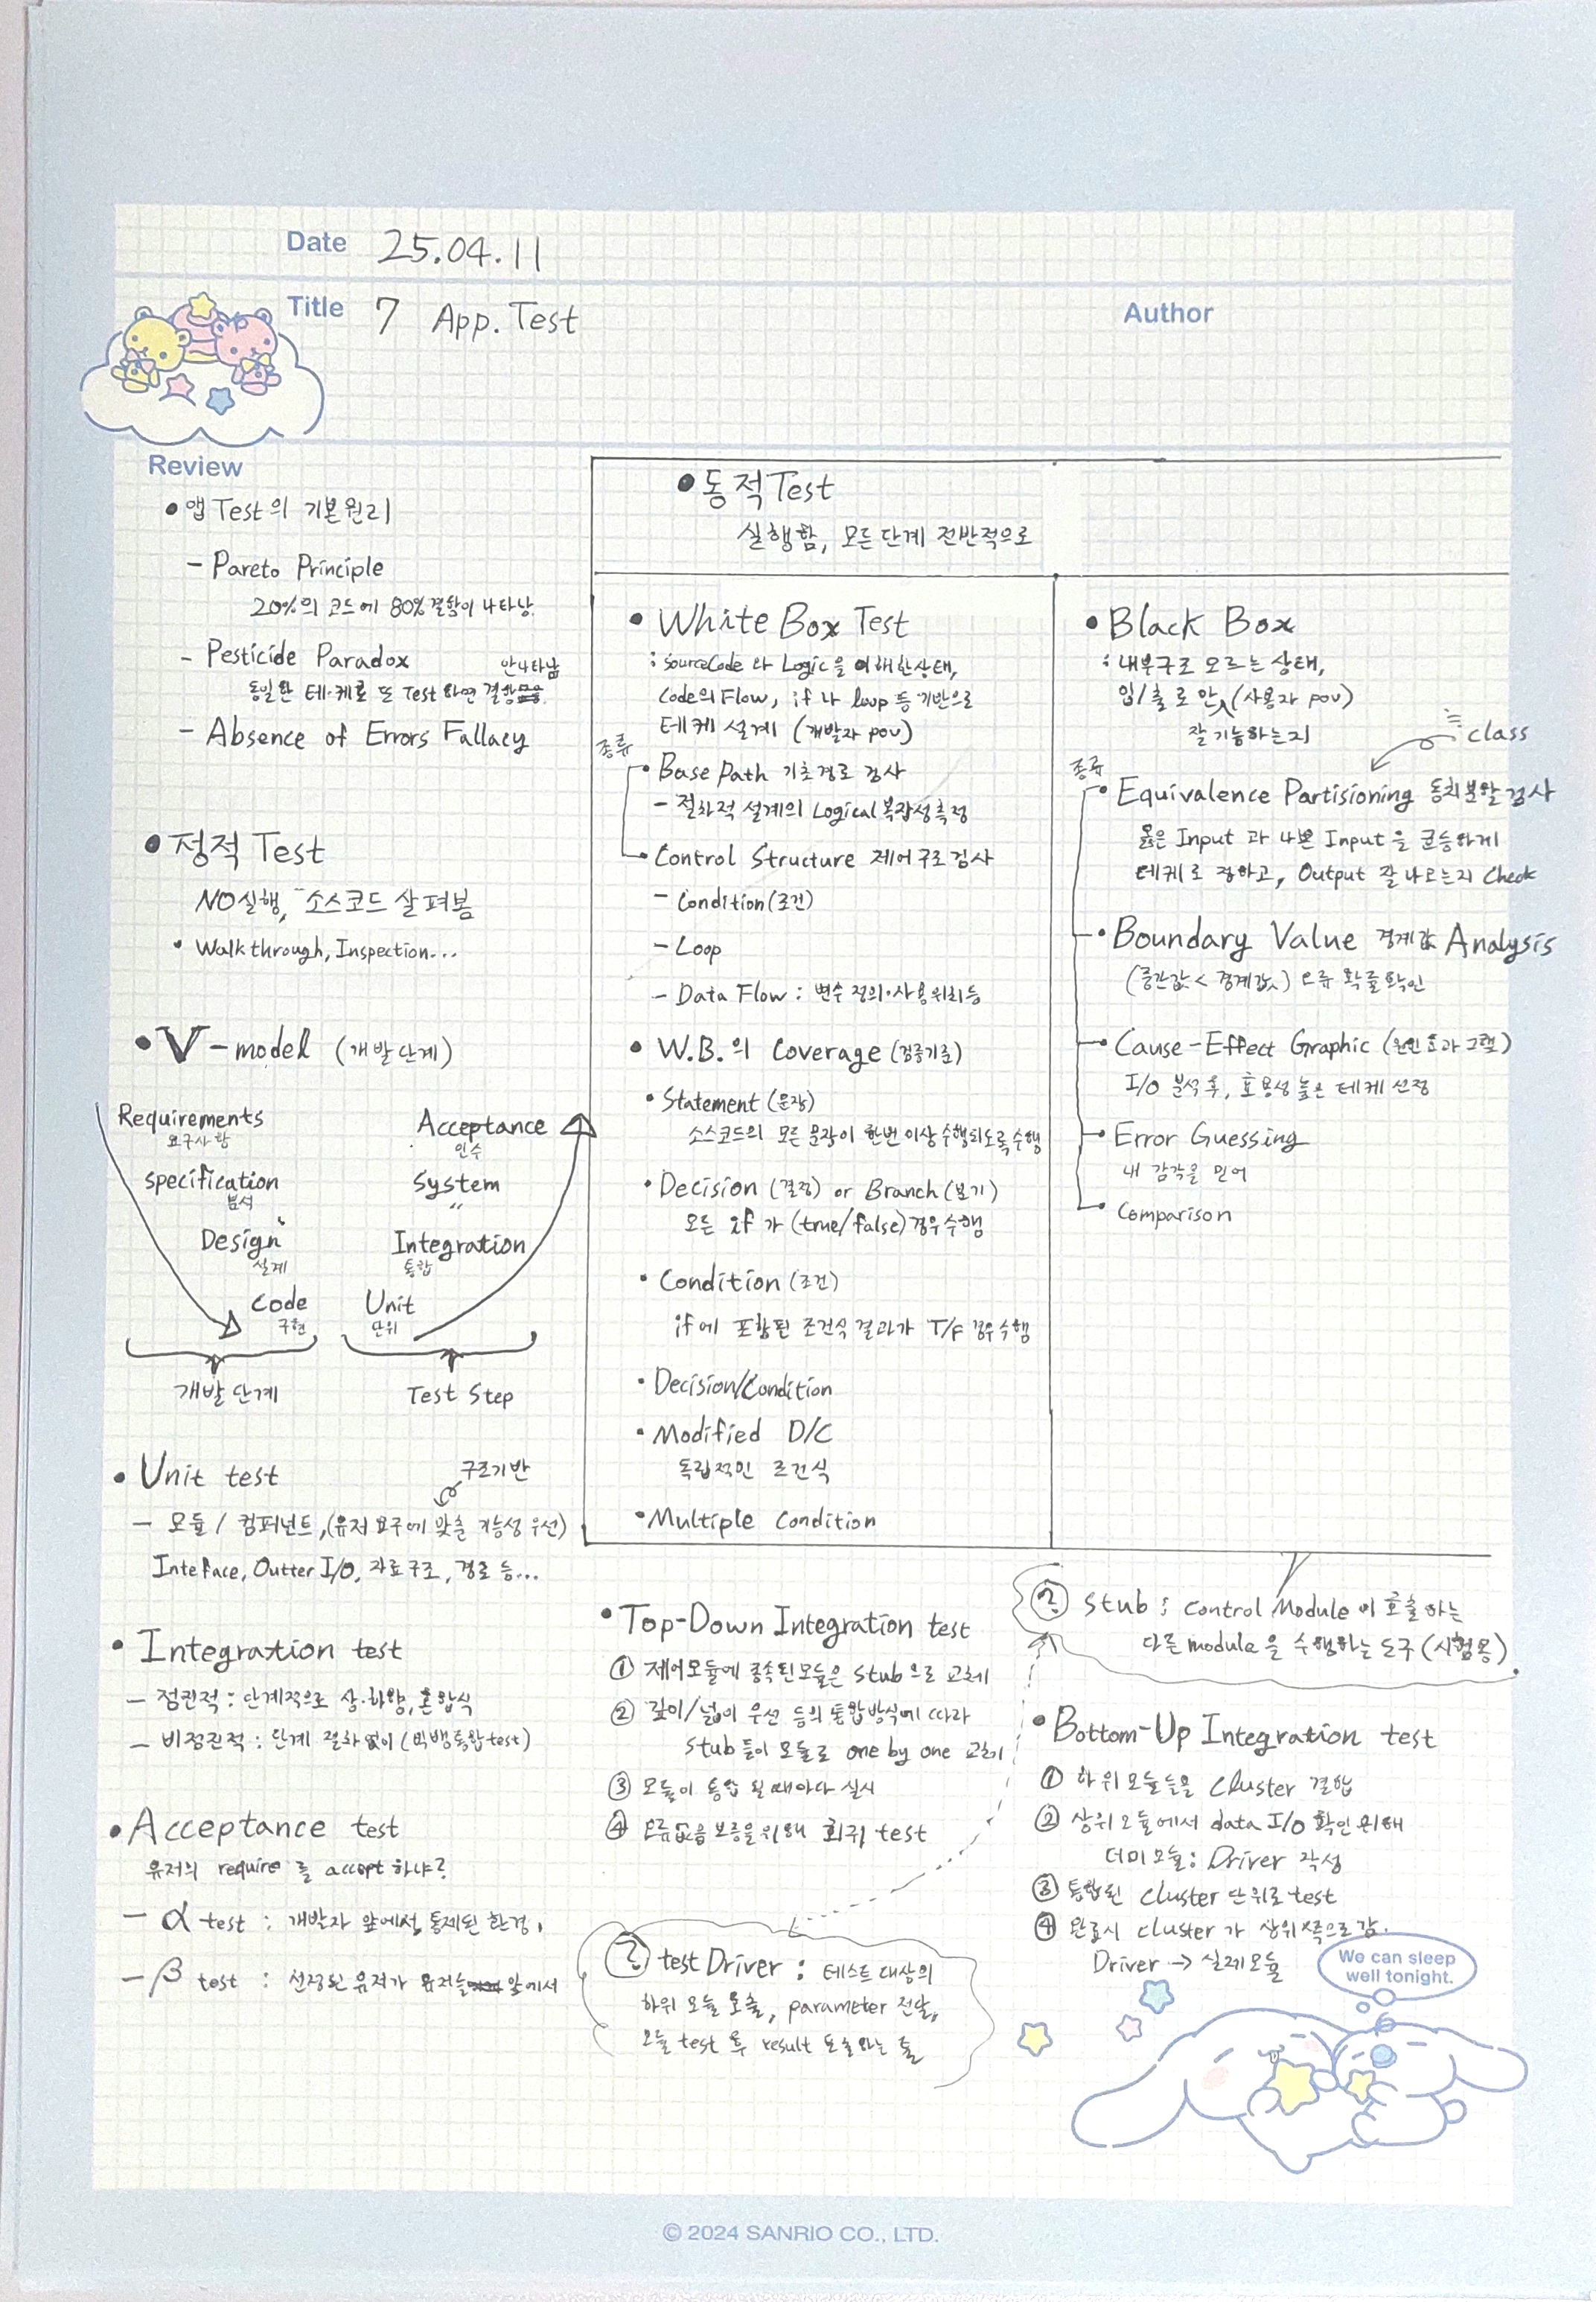 Date 25.04.11
Title 7 App. Test
Author
Review
• 앱 Test의 기본원리
- Pareto Principle
20%의 코드에 80% 결함이 나타남
- Pesticide Paradox
동일한 테.케로 또 Test 하면 결함 안나타남
- Absence of Errors Fallacy
• 정적 Test
NO실행, 소스코드 살펴봄
• Walkthrough, Inspection...
• V-model (개발단계)
Requirements
요구사항
Specification
분석
Design
설계
Code
구현
개발단계
Acceptance
인수
System
〃
Integration
통합
Unit
단위
Test Step
• Unit test
구조기반
- 모듈 / 컴퍼넌트, (유저 요구에 맞춘 기능성 우선)
Inteface, Outter I/O, 자료구조, 경로 등...
• Integration test
- 점진적 : 단계적으로 상·하향, 혼합식
- 비점진적 : 단계 절차 없이 (빅뱅통합test)
• Acceptance test
유저의 require를 accept 하냐?
- α test : 개발자 앞에서, 통제된 환경.
- β test : 선정된 유저가 유저들 앞에서
• 동적 Test
실행함, 모든 단계 전반적으로
• White Box Test
: SourceCode 와 Logic을 이해한상태,
Code의 Flow, if 나 loop 등 기반으로
테케 설계 (개발자 pov)
종류
• Base Path 기초경로 검사
- 절차적 설계의 Logical 복잡성측정
• Control Structure 제어구조검사
- Condition (조건)
- Loop
- Data Flow : 변수 정의·사용위치등
• W.B.의 Coverage (검증기준)
• Statement (문장)
소스코드의 모든 문장이 한번이상 수행되도록 수행
• Decision (결정) or Branch (분기)
모든 if 가 (true/false) 경우 수행
• Condition (조건)
if에 포함된 조건식 결과가 T/F 경우 수행
• Decision/Condition
• Modified D/C
독립적인 조건식
• Multiple Condition
• Black Box
: 내부구조 모르는 상태,
입/출로만 (사용자 pov)
잘 기능하는지
종류
≒ class
• Equivalence Partisioning 동치분할 검사
옳은 Input 과 나쁜 Input 을 균등하게
테케로 정하고, Output 잘 나오는지 Check
• Boundary Value 경계값 Analysis
(중간값 < 경계값) 오류 확률확인
• Cause-Effect Graphic (원인효과그랲)
I/O 분석 후, 효용성 높은 테케 선정
• Error Guessing
내 감각을 믿어
• Comparison
• Top-Down Integration test
① 제어모듈에 종속된 모듈은 stub으로 교체
② 깊이/넓이 우선 등의 통합방식에 따라
stub들이 모듈로 one by one 교체
③ 모듈이 통합 될때마다 실시
④ 오류없음 보증을 위해 회귀 test
? stub : Control Module 이 호출하는
다른 module 을 수행하는 도구 (시험용)
? test Driver : 테스트 대상의
하위 모듈 호출, parameter 전달,
모듈 test 후 result 도출하는 툴
• Bottom-Up Integration test
① 하위모듈들을 Cluster 결합
② 상위모듈에서 data I/O 확인 위해
더미모듈: Driver 작성
③ 통합된 cluster 단위로 test
④ 완료시 cluster 가 상위쪽으로 감.
Driver → 실제모듈
We can sleep
well tonight.
© 2024 SANRIO CO., LTD.